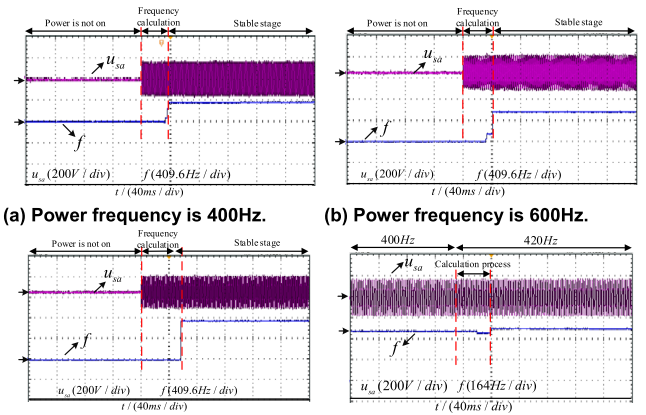 Frequency
Power is not on calculation Stable stage
u_sa
f
u_sa (200V / div) f (409.6Hz / div)
t / (40ms / div)
(a) Power frequency is 400Hz.
Frequency
Power is not on calculation Stable stage
u_sa
f
u_sa (200V / div) f (409.6Hz / div)
t / (40ms / div)
(b) Power frequency is 600Hz.
Frequency
Power is not on calculation Stable stage
u_sa
f
u_sa (200V / div) f (409.6Hz / div)
t / (40ms / div)
400Hz 420Hz
u_sa
Calculation process
f
u_sa (200V / div) f (164Hz / div)
t / (40ms / div)